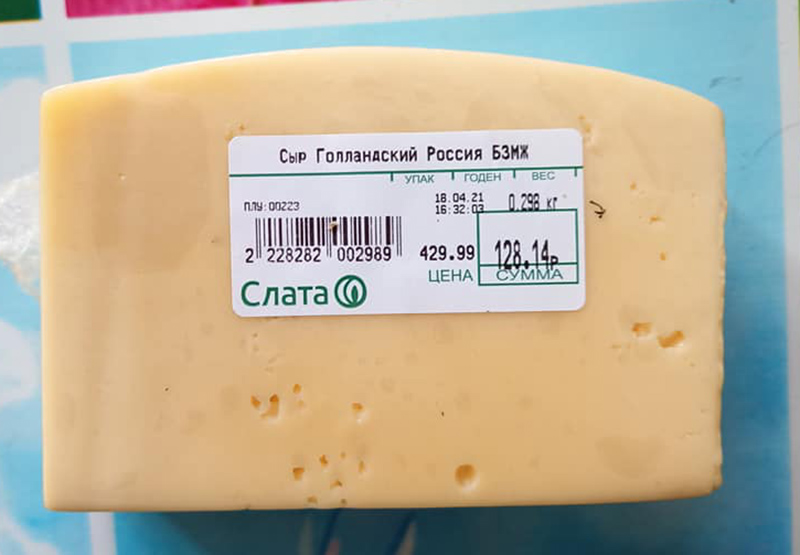 Сыр Голландский Россия БЗМЖ
УПАК ГОДЕН ВЕС
ПЛУ:00223 18.04.21 0.298 кг
16:32:03
2 228282 002989 429.99 128.14р
ЦЕНА СУММА
Слата